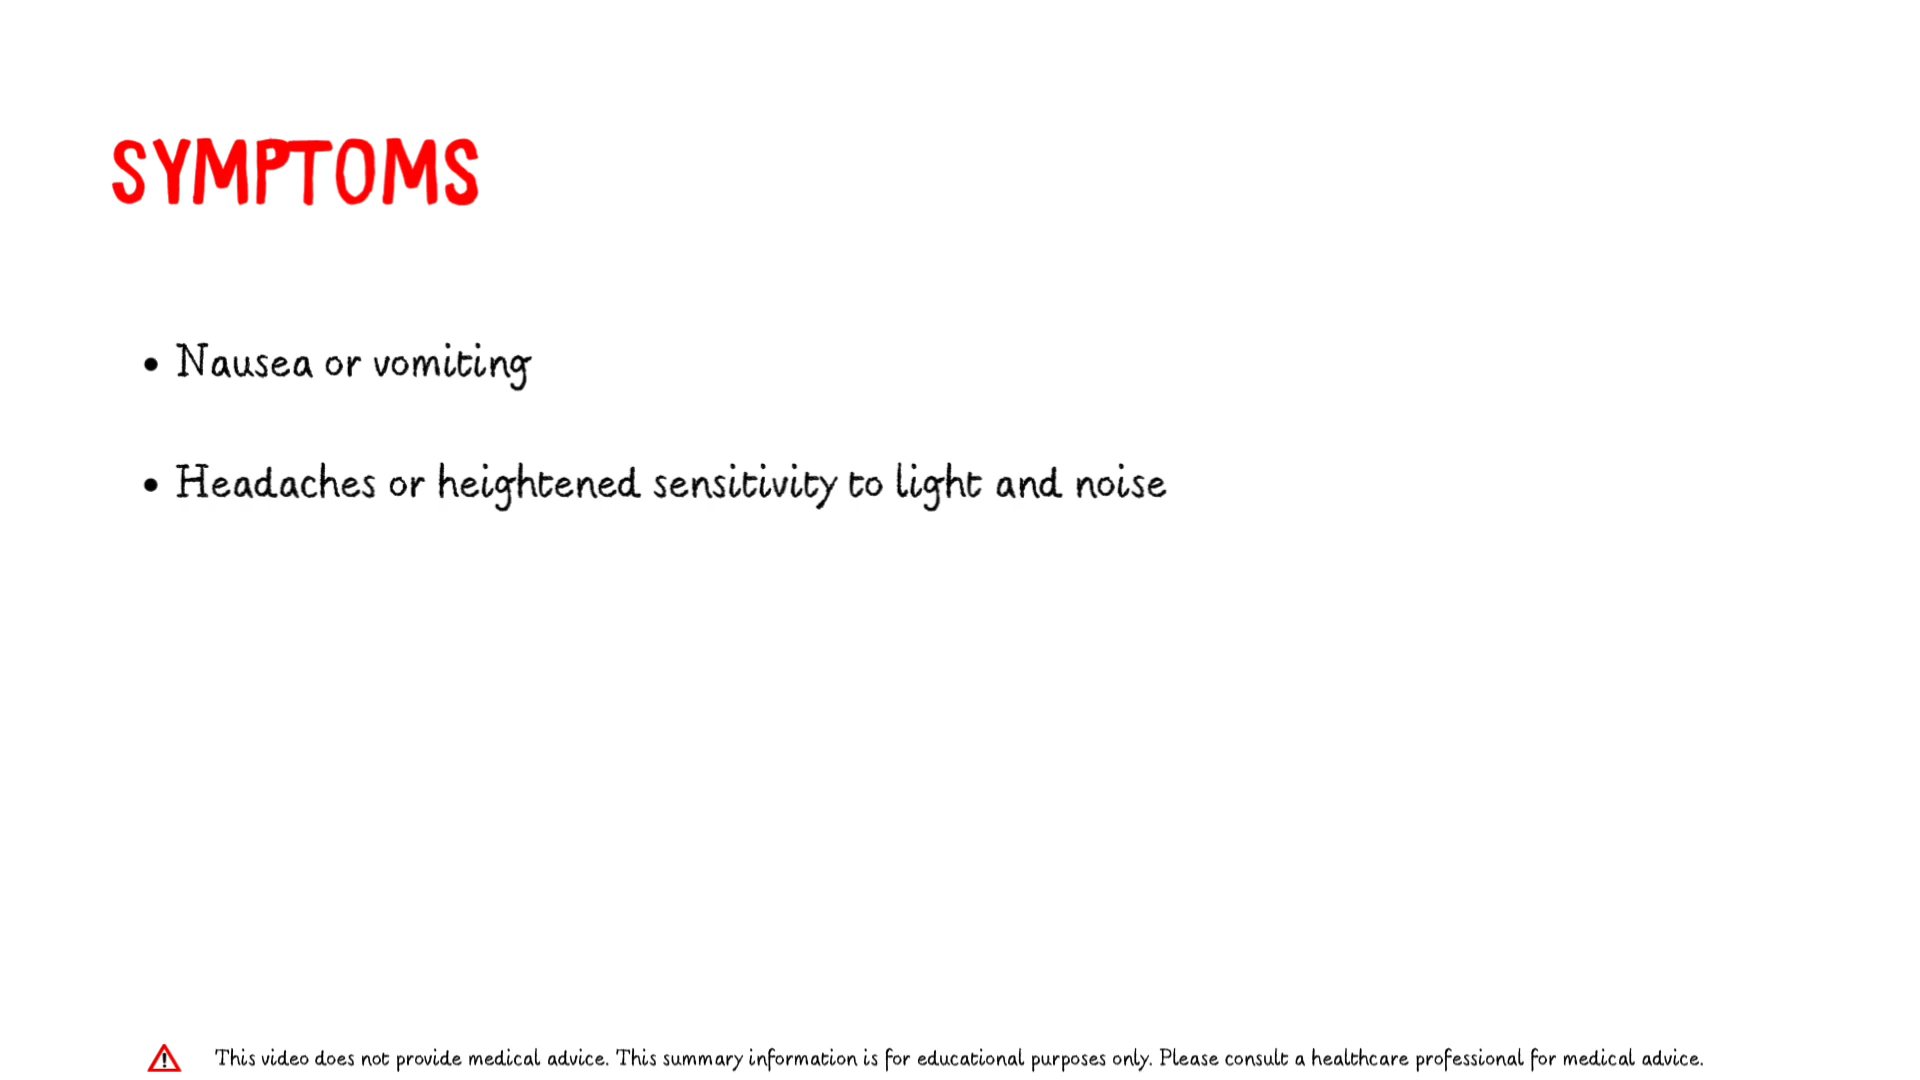 SYMPTOMS
• Nausea or vomiting
• Headaches or heightened sensitivity to light and noise
This video does not provide medical advice. This summary information is for educational purposes only. Please consult a healthcare professional for medical advice.